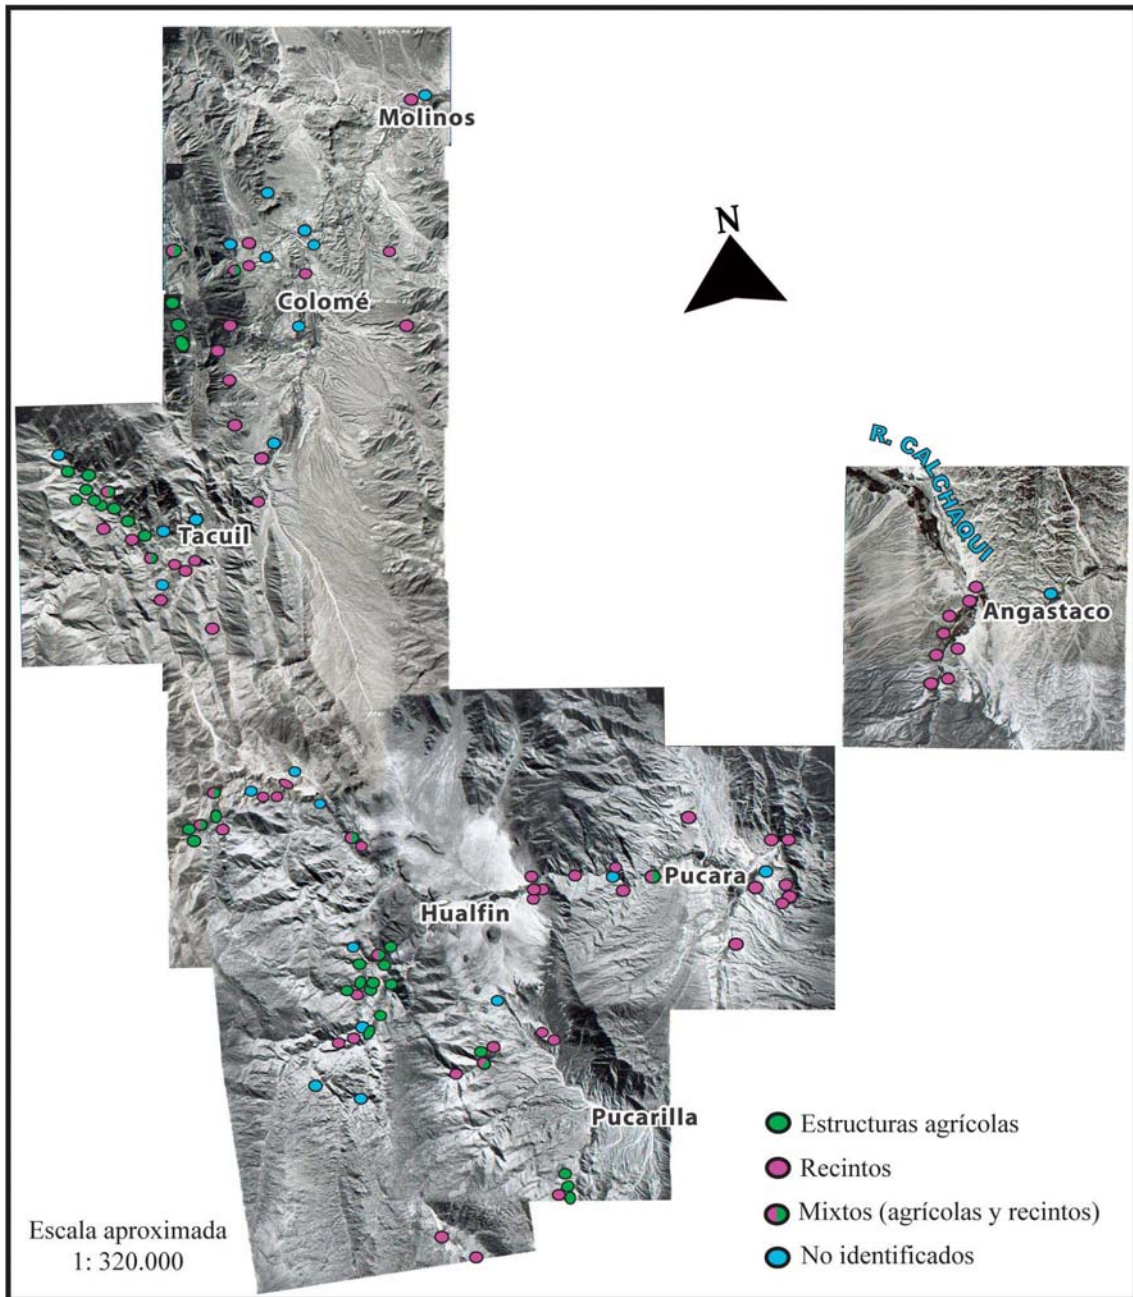 Molinos
N
Colomé
R. CALCHAQUI
Tacuil
Angastaco
Pucara
Hualfin
Pucarilla
Estructuras agrícolas
Recintos
Mixtos (agrícolas y recintos)
No identificados
Escala aproximada
1: 320.000